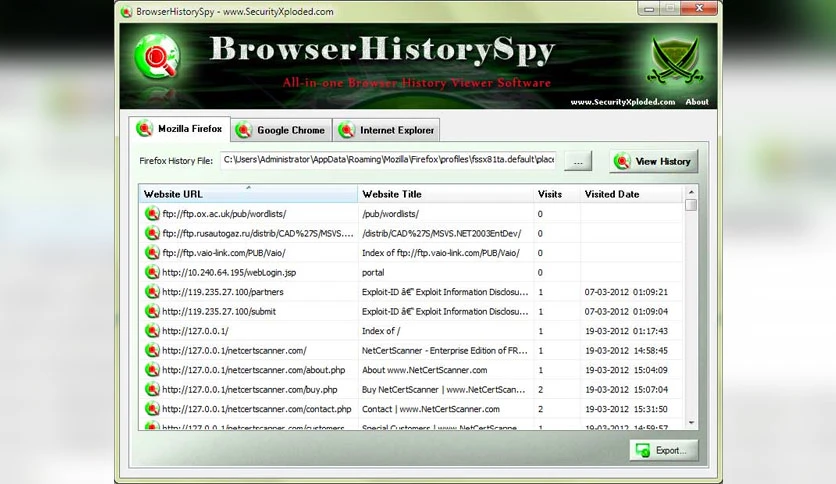 BrowserHistorySpy - www.SecurityXploded.com
BrowserHistorySpy
All-in-one Browser History Viewer Software
www.SecurityXploded.com About
Mozilla Firefox Google Chrome Internet Explorer
Firefox History File: C:\Users\Administrator\AppData\Roaming\Mozilla\Firefox\profiles\fssx81ta.default\place ... View History
Website URL Website Title Visits Visited Date
ftp://ftp.ox.ac.uk/pub/wordlists/ /pub/wordlists/ 0
ftp://ftp.rusautogaz.ru/distrib/CAD%27S/MSVS.... /distrib/CAD%27S/MSVS.NET2003EntDev/ 0
ftp://ftp.vaio-link.com/PUB/Vaio/ Index of ftp://ftp.vaio-link.com/PUB/Vaio/ 0
http://10.240.64.195/webLogin.jsp portal 0
http://119.235.27.100/partners Exploit-ID â€" Exploit Information Disclosu... 1 07-03-2012 01:09:21
http://119.235.27.100/submit Exploit-ID â€" Exploit Information Disclosu... 1 07-03-2012 01:09:04
http://127.0.0.1/ Index of / 1 19-03-2012 01:17:43
http://127.0.0.1/netcertscanner.com/ NetCertScanner - Enterprise Edition of FR... 1 19-03-2012 14:58:45
http://127.0.0.1/netcertscanner.com/about.php About www.NetCertScanner.com 1 19-03-2012 15:04:09
http://127.0.0.1/netcertscanner.com/buy.php Buy NetCertScanner | www.NetCertScan... 2 19-03-2012 15:07:04
http://127.0.0.1/netcertscanner.com/contact.php Contact | www.NetCertScanner.com 2 19-03-2012 15:31:50
http://127.0.0.1/netcertscanner.com/customers Special Customers | www.NetCertScanne 1 19-03-2012 14:59:57
Export...